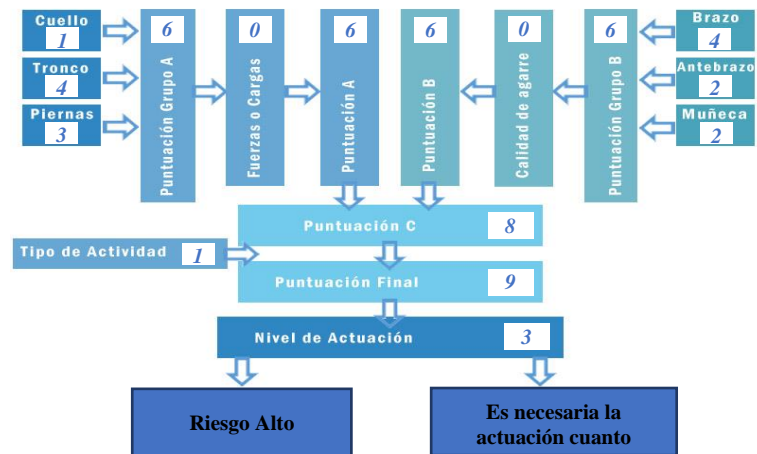 Cuello
1
Tronco
4
Piernas
3
6
Puntuación Grupo A
0
Fuerzas o Cargas
6
Puntuación A
6
Puntuación B
0
Calidad de agarre
6
Puntuación Grupo B
Brazo
4
Antebrazo
2
Muñeca
2
Puntuación C 8
Tipo de Actividad 1
Puntuación Final 9
Nivel de Actuación 3
Riesgo Alto
Es necesaria la
actuación cuanto